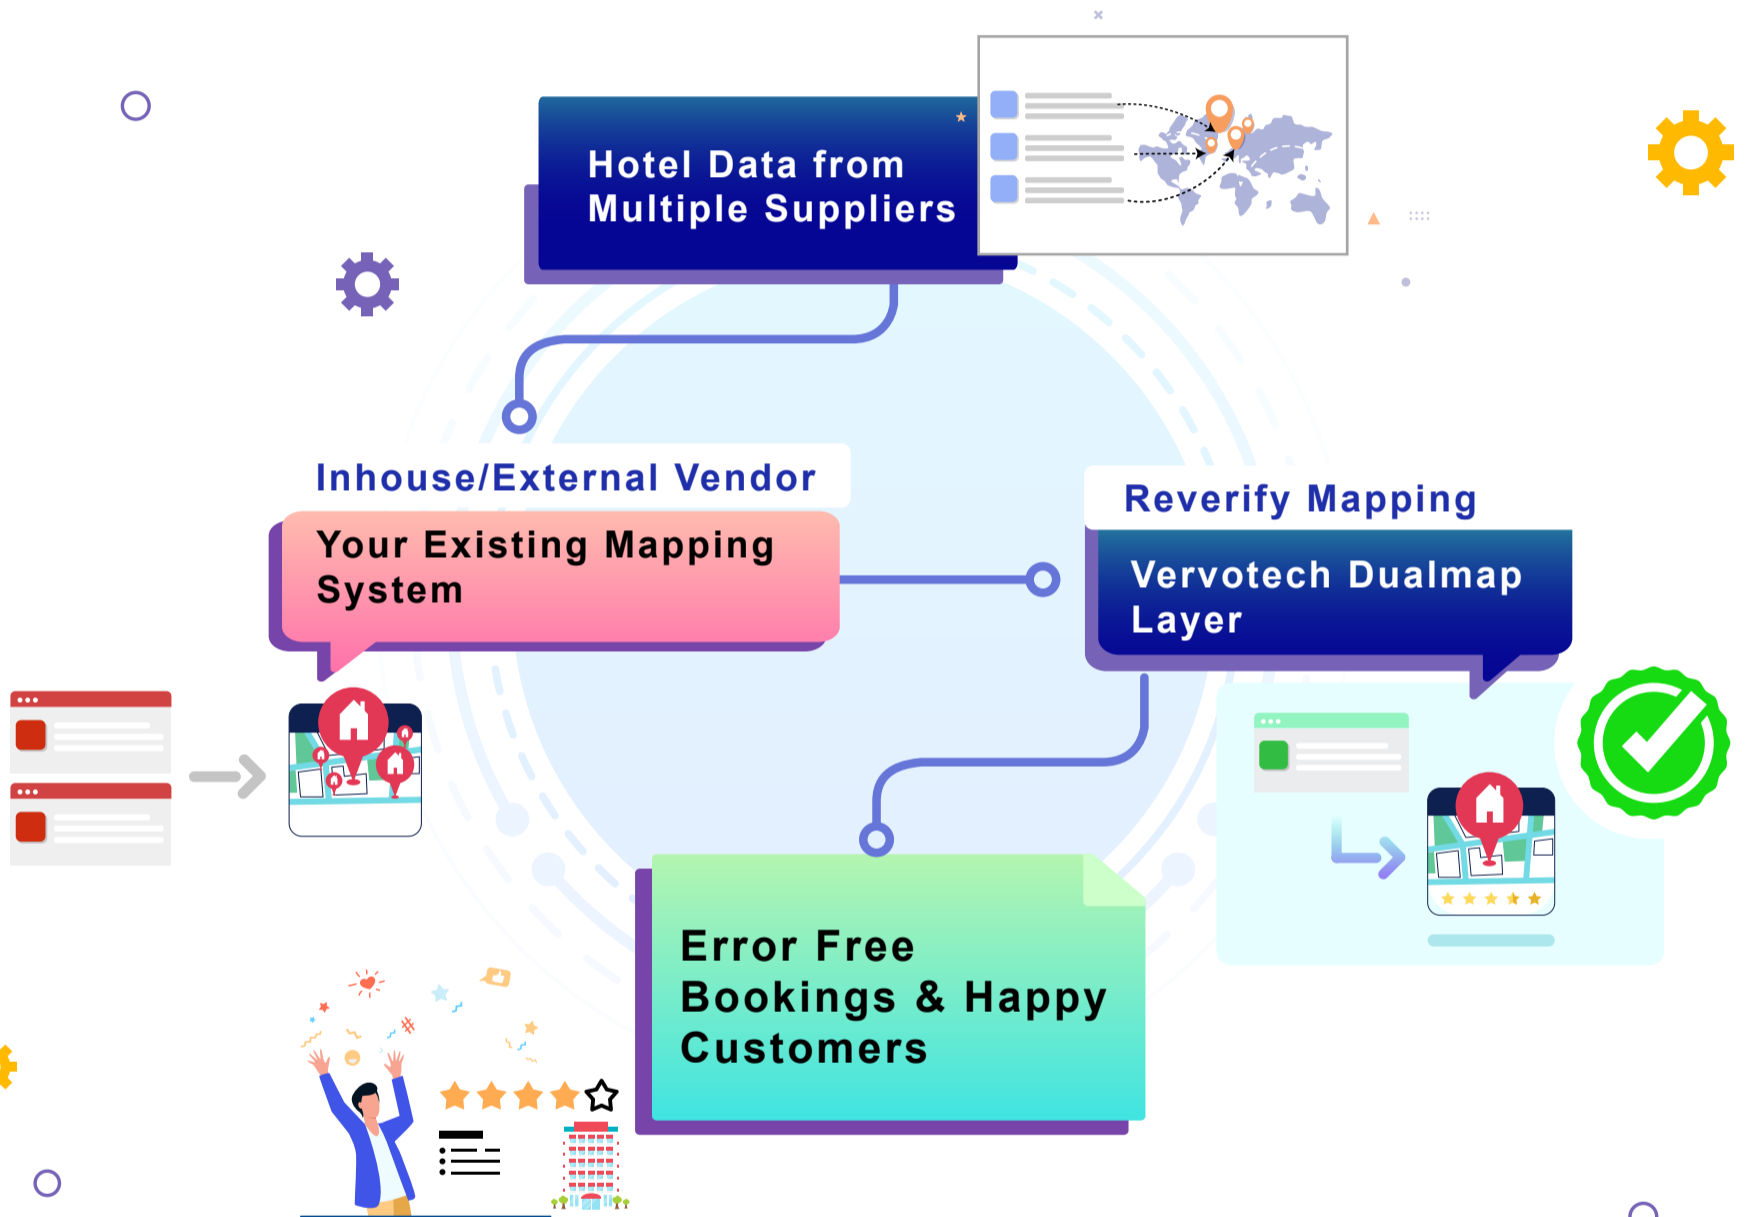 Hotel Data from
Multiple Suppliers
Inhouse/External Vendor
Your Existing Mapping
System
Reverify Mapping
Vervotech Dualmap
Layer
Error Free
Bookings & Happy
Customers